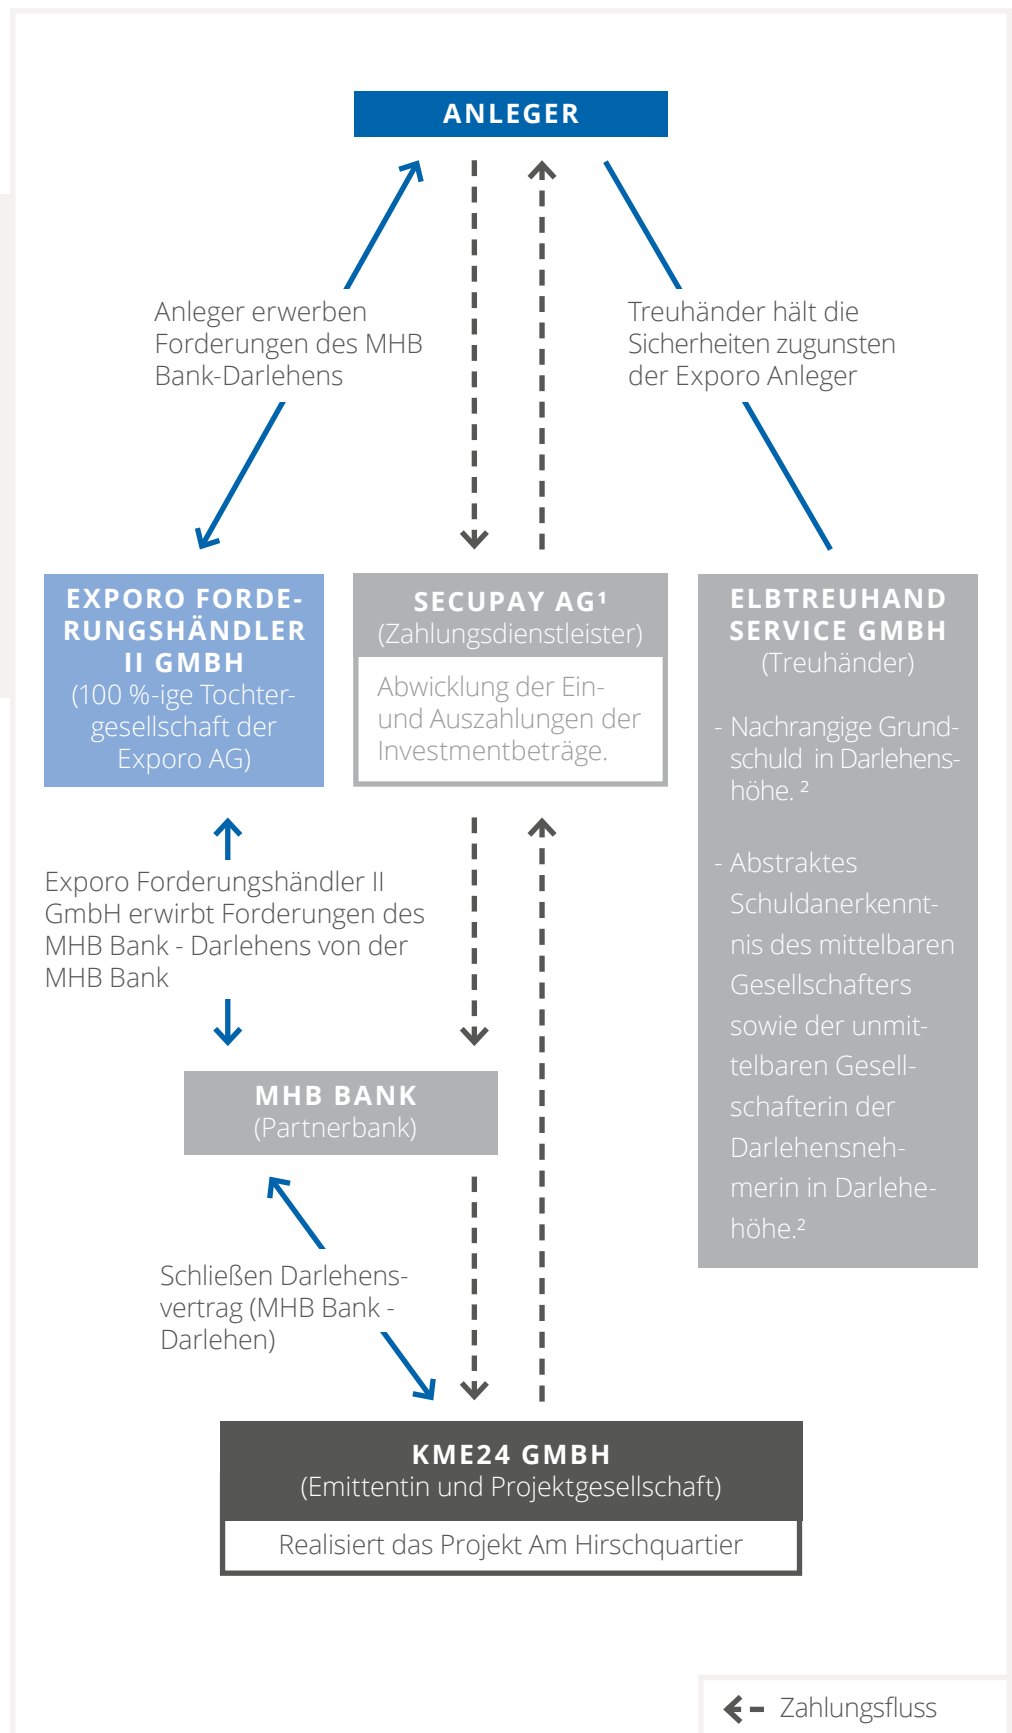 ANLEGER
Anleger erwerben
Forderungen des MHB
Bank-Darlehens
Treuhänder hält die
Sicherheiten zugunsten
der Exporo Anleger
EXPORO FORDE-
RUNGSHÄNDLER
II GMBH
(100 %-ige Tochter-
gesellschaft der
Exporo AG)
SECUPAY AG¹
(Zahlungsdienstleister)
Abwicklung der Ein-
und Auszahlungen der
Investmentbeträge.
ELBTREUHAND
SERVICE GMBH
(Treuhänder)
- Nachrangige Grund-
schuld in Darlehens-
höhe. ²
- Abstraktes
Schuldanerkennt-
nis des mittelbaren
Gesellschafters
sowie der unmit-
telbaren Gesell-
schafterin der
Darlehensneh-
merin in Darlehe-
höhe.²
Exporo Forderungshändler II
GmbH erwirbt Forderungen des
MHB Bank - Darlehens von der
MHB Bank
MHB BANK
(Partnerbank)
Schließen Darlehens-
vertrag (MHB Bank -
Darlehen)
KME24 GMBH
(Emittentin und Projektgesellschaft)
Realisiert das Projekt Am Hirschquartier
Zahlungsfluss